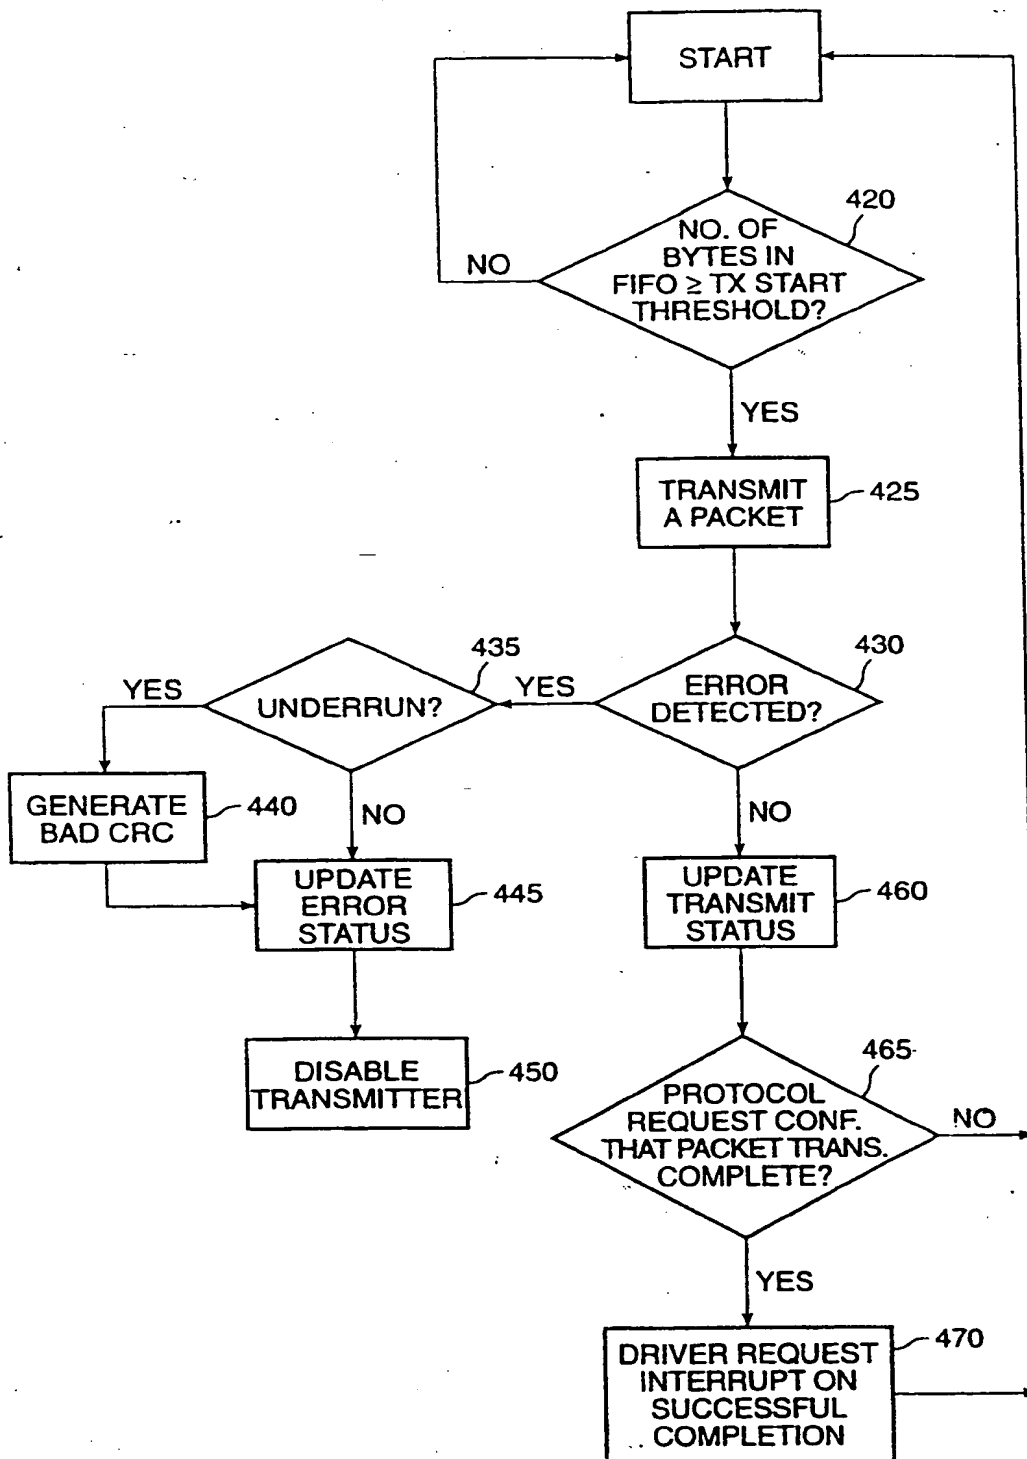 START
420
NO. OF
BYTES IN
FIFO ≥ TX START
THRESHOLD?
NO
YES
TRANSMIT
A PACKET
425
430
ERROR
DETECTED?
YES
435
UNDERRUN?
YES
GENERATE
BAD CRC
440
NO
NO
UPDATE
ERROR
STATUS
445
UPDATE
TRANSMIT
STATUS
460
DISABLE
TRANSMITTER
450
465
PROTOCOL
REQUEST CONF.
THAT PACKET TRANS.
COMPLETE?
NO
YES
DRIVER REQUEST
INTERRUPT ON
SUCCESSFUL
COMPLETION
470